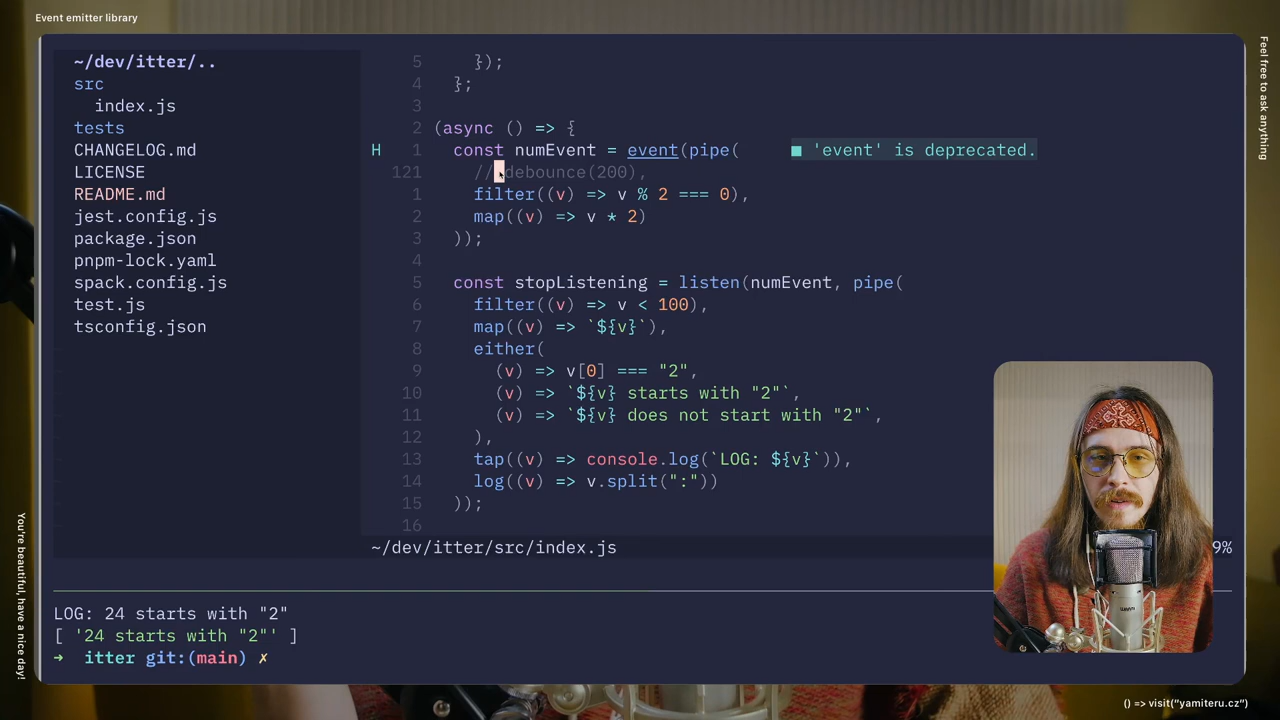 Event emitter library
Feel free to ask anything
~/dev/itter/..
src
index.js
tests
CHANGELOG.md
LICENSE
README.md
jest.config.js
package.json
pnpm-lock.yaml
spack.config.js
test.js
tsconfig.json
5 });
4 };
3
2 (async () => {
H 1 const numEvent = event(pipe( ■ 'event' is deprecated.
121 // debounce(200),
1 filter((v) => v % 2 === 0),
2 map((v) => v * 2)
3 ));
4
5 const stopListening = listen(numEvent, pipe(
6 filter((v) => v < 100),
7 map((v) => `${v}`),
8 either(
9 (v) => v[0] === "2",
10 (v) => `${v} starts with "2"`,
11 (v) => `${v} does not start with "2"`,
12 ),
13 tap((v) => console.log(`LOG: ${v}`)),
14 log((v) => v.split(":"))
15 ));
16
~/dev/itter/src/index.js
9%
LOG: 24 starts with "2"
[ '24 starts with "2"' ]
➜ itter git:(main) ✗
You're beautiful, have a nice day!
() => visit("yamiteru.cz")